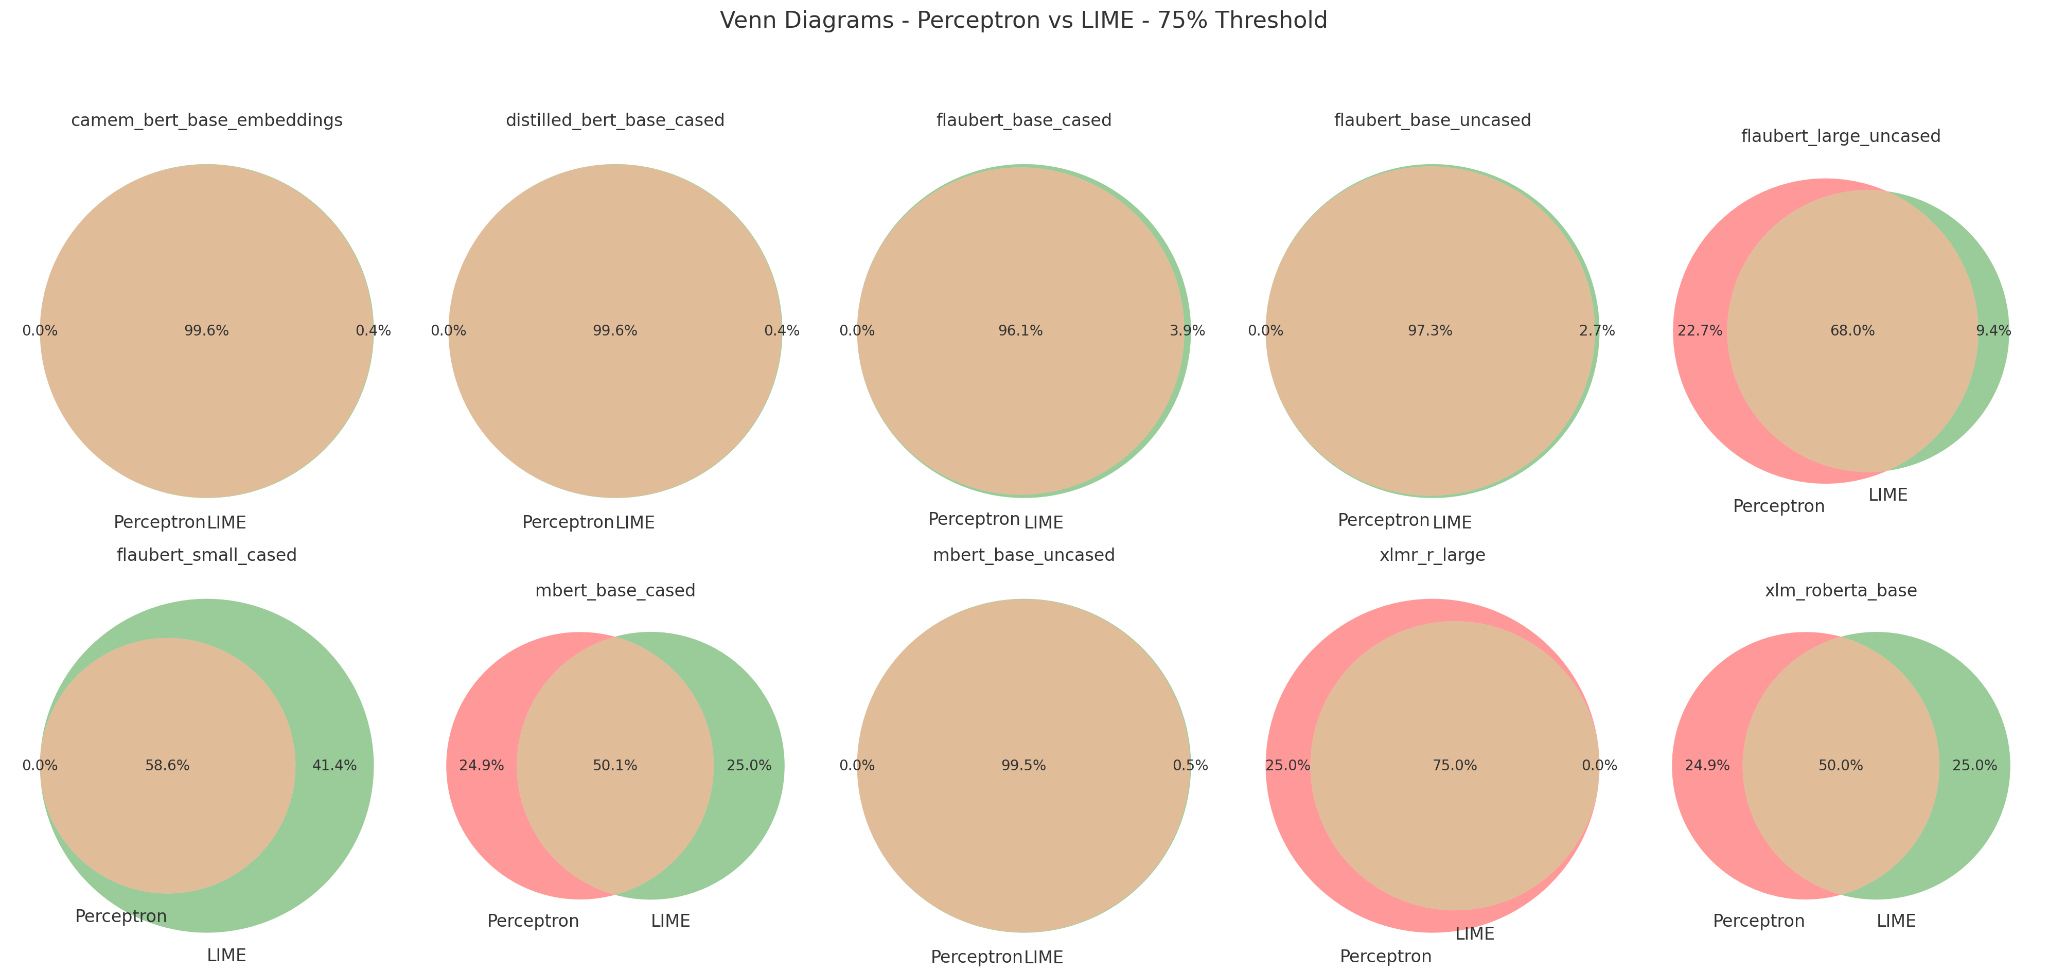 Venn Diagrams - Perceptron vs LIME - 75% Threshold
camem_bert_base_embeddings
0.0%
99.6%
0.4%
Perceptron
LIME
distilled_bert_base_cased
0.0%
99.6%
0.4%
Perceptron
LIME
flaubert_base_cased
0.0%
96.1%
3.9%
Perceptron
LIME
flaubert_base_uncased
0.0%
97.3%
2.7%
Perceptron
LIME
flaubert_large_uncased
22.7%
68.0%
9.4%
Perceptron
LIME
flaubert_small_cased
0.0%
58.6%
41.4%
Perceptron
LIME
mbert_base_cased
24.9%
50.1%
25.0%
Perceptron
LIME
mbert_base_uncased
0.0%
99.5%
0.5%
Perceptron
LIME
xlmr_r_large
25.0%
75.0%
0.0%
Perceptron
LIME
xlm_roberta_base
24.9%
50.0%
25.0%
Perceptron
LIME